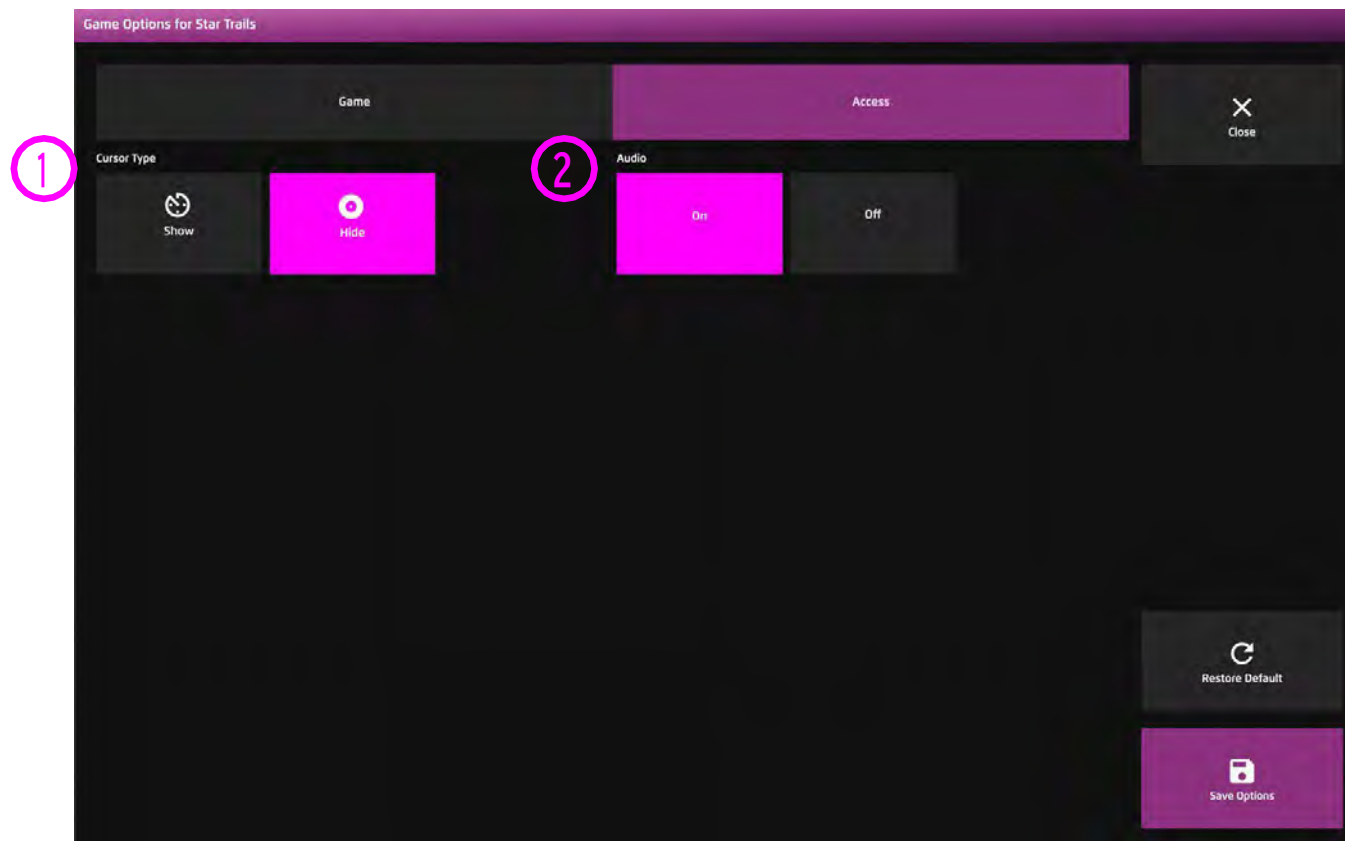 Game Options for Star Trails
Game
Access
Close
1
Cursor Type
2
Audio
Show
Hide
On
Off
Restore Default
Save Options